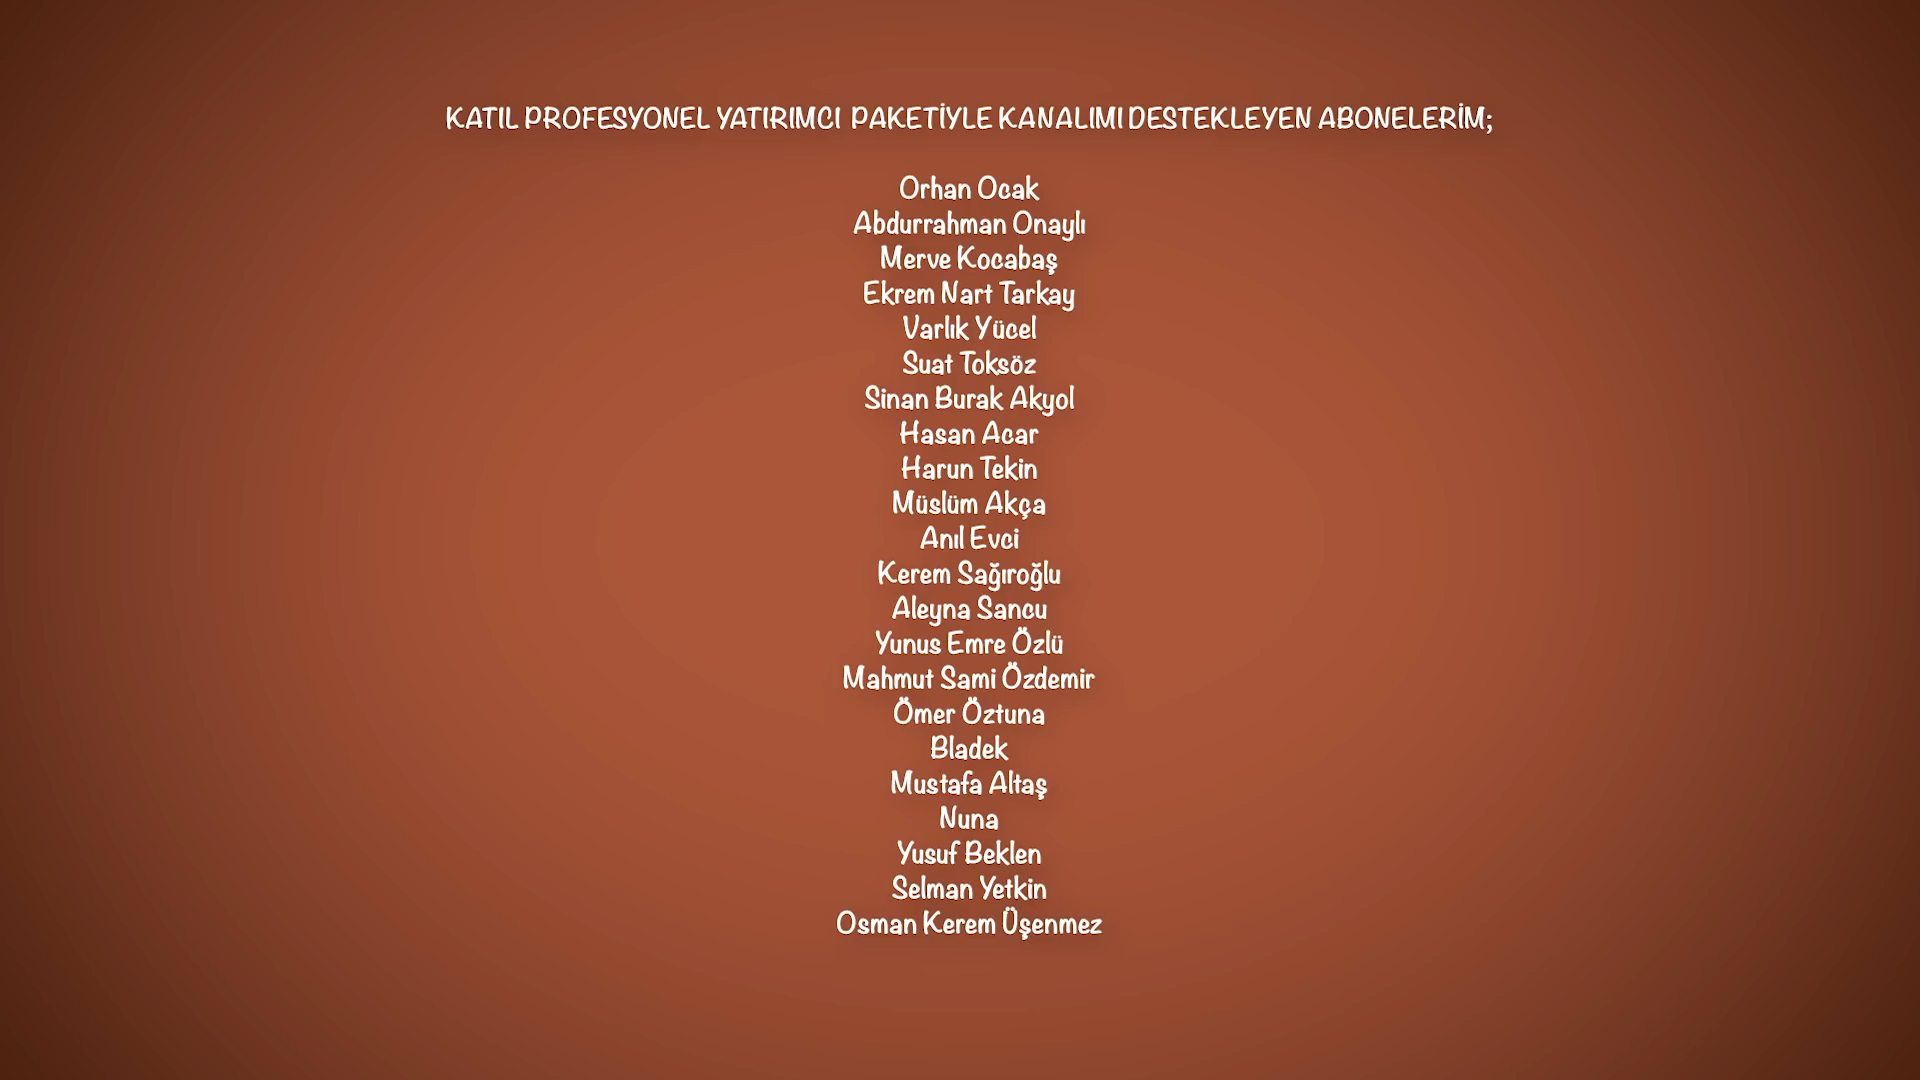 KATIL PROFESYONEL YATIRIMCI PAKETİYLE KANALIMI DESTEKLEYEN ABONELERİM;
Orhan Ocak
Abdurrahman Onaylı
Merve Kocabaş
Ekrem Nart Tarkay
Varlık Yücel
Suat Toksöz
Sinan Burak Akyol
Hasan Acar
Harun Tekin
Müslüm Akça
Anıl Evci
Kerem Sağıroğlu
Aleyna Sancu
Yunus Emre Özlü
Mahmut Sami Özdemir
Ömer Öztuna
Bladek
Mustafa Altaş
Nuna
Yusuf Beklen
Selman Yetkin
Osman Kerem Üşenmez